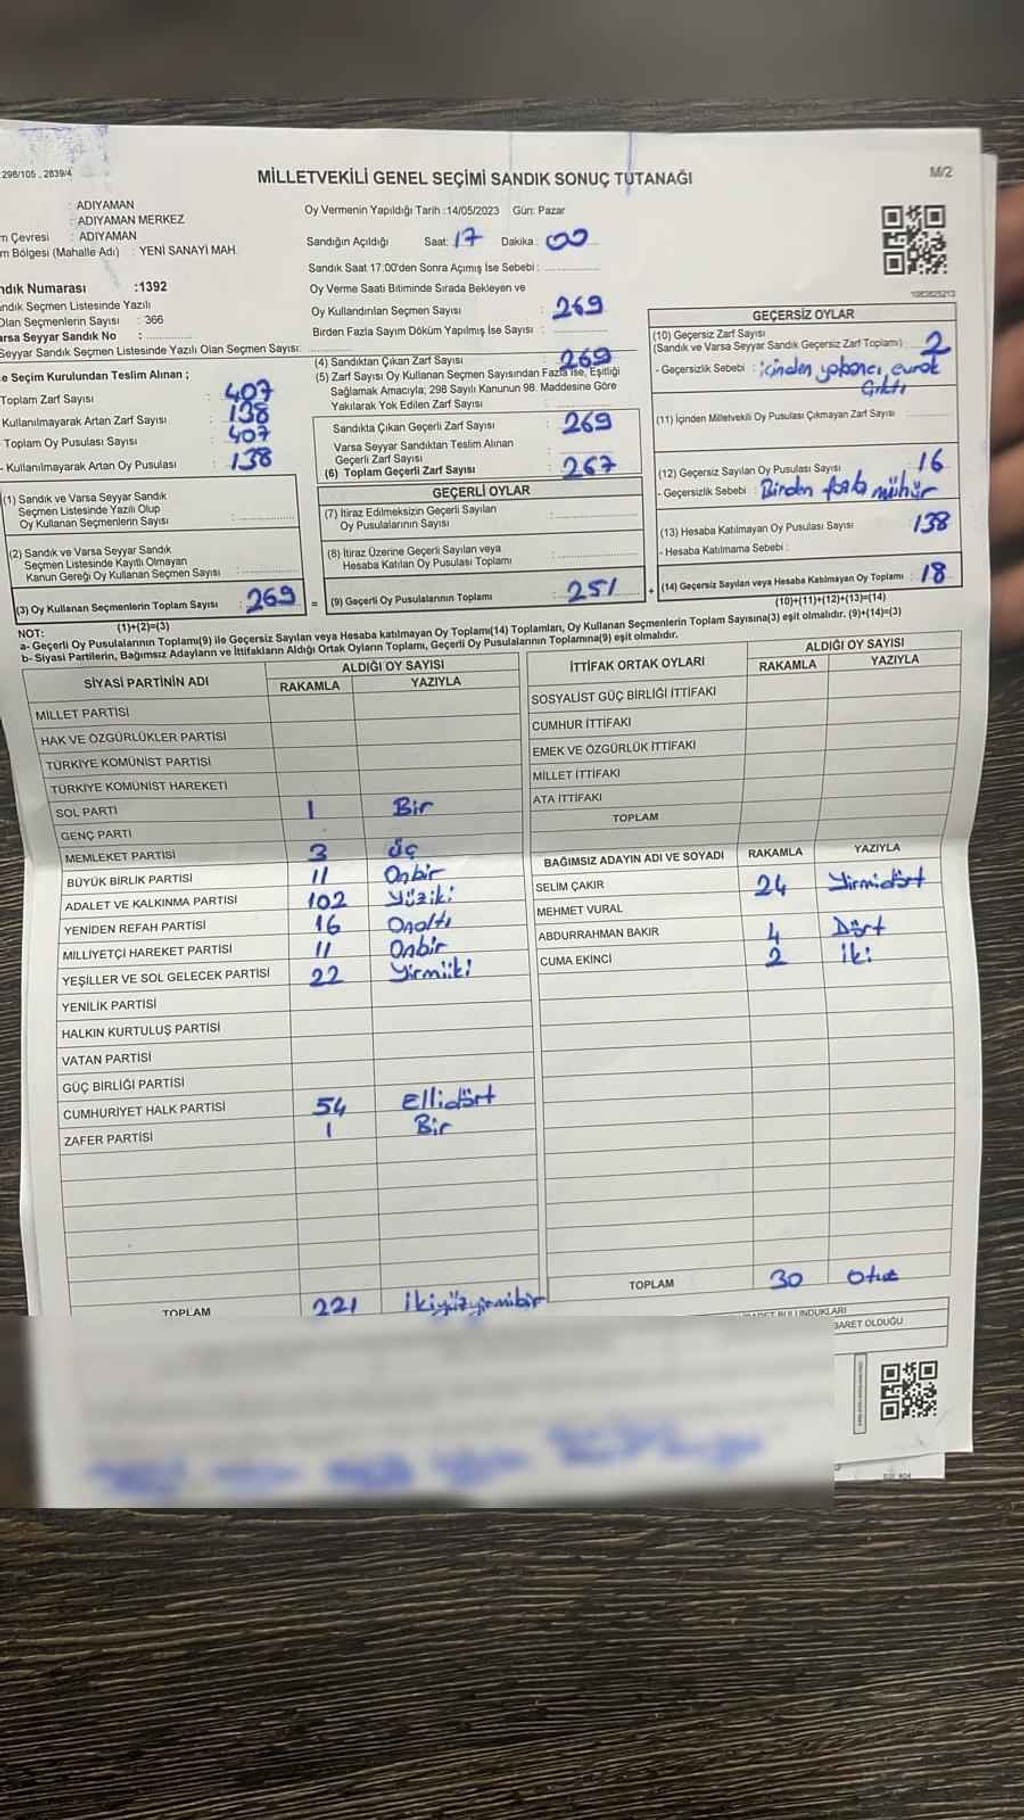 298/105 . 2839/4
MİLLETVEKİLİ GENEL SEÇİMİ SANDIK SONUÇ TUTANAĞI
M/2
: ADIYAMAN
: ADIYAMAN MERKEZ
m Çevresi : ADIYAMAN
m Bölgesi (Mahalle Adı) : YENİ SANAYİ MAH.
ndık Numarası :1392
ndık Seçmen Listesinde Yazılı
Olan Seçmenlerin Sayısı : 366
arsa Seyyar Sandık No :
Seyyar Sandık Seçmen Listesinde Yazılı Olan Seçmen Sayısı:
e Seçim Kurulundan Teslim Alınan ;
Toplam Zarf Sayısı : 407
Kullanılmayarak Artan Zarf Sayısı : 138
Toplam Oy Pusulası Sayısı : 407
- Kullanılmayarak Artan Oy Pusulası : 138
Oy Vermenin Yapıldığı Tarih :14/05/2023 Gün: Pazar
Sandığın Açıldığı Saat: 17 Dakika: 00
Sandık Saat 17:00'den Sonra Açımış İse Sebebi :
Oy Verme Saati Bitiminde Sırada Bekleyen ve
Oy Kullandırılan Seçmen Sayısı : 269
Birden Fazla Sayım Döküm Yapılmış İse Sayısı :
(4) Sandıktan Çıkan Zarf Sayısı : 269
(5) Zarf Sayısı Oy Kullanan Seçmen Sayısından Fazla ise, Eşitliği
Sağlamak Amacıyla; 298 Sayılı Kanunun 98. Maddesine Göre
Yakılarak Yok Edilen Zarf Sayısı :
Sandıkta Çıkan Geçerli Zarf Sayısı : 269
Varsa Seyyar Sandıktan Teslim Alınan
Geçerli Zarf Sayısı :
(6) Toplam Geçerli Zarf Sayısı : 267
GEÇERSİZ OYLAR
(10) Geçersiz Zarf Sayısı
(Sandık ve Varsa Seyyar Sandık Geçersiz Zarf Toplamı) : 2
- Geçersizlik Sebebi : içinden yabancı evrak
çıktı
(11) İçinden Milletvekili Oy Pusulası Çıkmayan Zarf Sayısı
(12) Geçersiz Sayılan Oy Pusulası Sayısı : 16
- Geçersizlik Sebebi : Birden fazla mühür
(13) Hesaba Katılmayan Oy Pusulası Sayısı 138
- Hesaba Katılmama Sebebi :
(14) Geçersiz Sayılan veya Hesaba Katılmayan Oy Toplamı : 18
(10)+(11)+(12)+(13)=(14)
(1) Sandık ve Varsa Seyyar Sandık
Seçmen Listesinde Yazılı Olup
Oy Kullanan Seçmenlerin Sayısı :
(2) Sandık ve Varsa Seyyar Sandık
Seçmen Listesinde Kayıtlı Olmayan
Kanun Gereği Oy Kullanan Seçmen Sayısı :
(3) Oy Kullanan Seçmenlerin Toplam Sayısı : 269 =
(1)+(2)=(3)
GEÇERLİ OYLAR
(7) İtiraz Edilmeksizin Geçerli Sayılan
Oy Pusulalarının Sayısı :
(8) İtiraz Üzerine Geçerli Sayılan veya
Hesaba Katılan Oy Pusulası Toplamı :
(9) Geçerli Oy Pusulalarının Toplamı : 251 +
NOT:
a- Geçerli Oy Pusulalarının Toplamı(9) ile Geçersiz Sayılan veya Hesaba katılmayan Oy Toplamı(14) Toplamları, Oy Kullanan Seçmenlerin Toplam Sayısına(3) eşit olmalıdır. (9)+(14)=(3)
b- Siyasi Partilerin, Bağımsız Adayların ve İttifakların Aldığı Ortak Oyların Toplamı, Geçerli Oy Pusulalarının Toplamına(9) eşit olmalıdır.
SİYASİ PARTİNİN ADI
ALDIĞI OY SAYISI
RAKAMLA YAZIYLA
MİLLET PARTİSİ
HAK VE ÖZGÜRLÜKLER PARTİSİ
TÜRKİYE KOMÜNİST PARTİSİ
TÜRKİYE KOMÜNİST HAREKETİ
SOL PARTİ 1 Bir
GENÇ PARTİ
MEMLEKET PARTİSİ 3 üç
BÜYÜK BİRLİK PARTİSİ 11 Onbir
ADALET VE KALKINMA PARTİSİ 102 Yüziki
YENİDEN REFAH PARTİSİ 16 Onaltı
MİLLİYETÇİ HAREKET PARTİSİ 11 Onbir
YEŞİLLER VE SOL GELECEK PARTİSİ 22 Yirmiiki
YENİLİK PARTİSİ
HALKIN KURTULUŞ PARTİSİ
VATAN PARTİSİ
GÜÇ BİRLİĞİ PARTİSİ
CUMHURİYET HALK PARTİSİ 54 Ellidört
ZAFER PARTİSİ 1 Bir
TOPLAM 221 ikiyüzyirmibir
İTTİFAK ORTAK OYLARI
ALDIĞI OY SAYISI
RAKAMLA YAZIYLA
SOSYALİST GÜÇ BİRLİĞİ İTTİFAKI
CUMHUR İTTİFAKI
EMEK VE ÖZGÜRLÜK İTTİFAKI
MİLLET İTTİFAKI
ATA İTTİFAKI
TOPLAM
BAĞIMSIZ ADAYIN ADI VE SOYADI RAKAMLA YAZIYLA
SELİM ÇAKIR 24 Yirmidört
MEHMET VURAL
ABDURRAHMAN BAKIR 4 Dört
CUMA EKİNCİ 2 İki
TOPLAM 30 Otuz
BULUNDUKLARI
BARET OLDUĞU